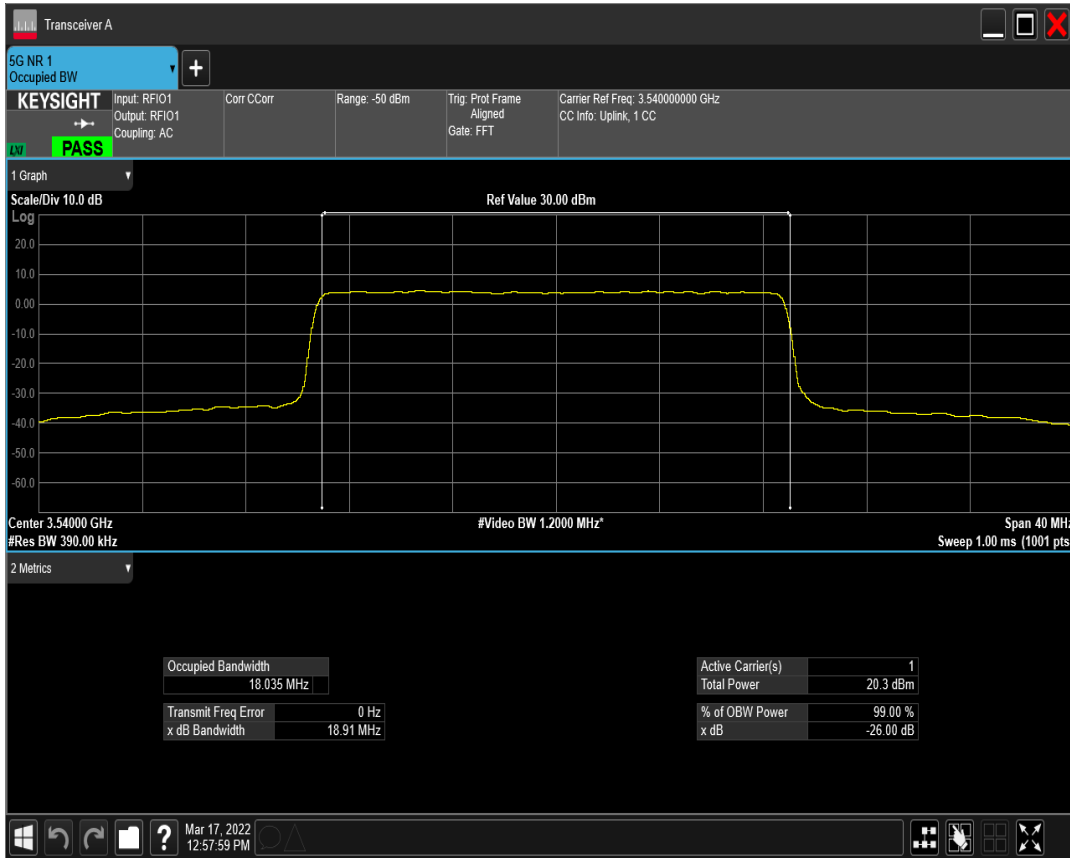 Transceiver A
5G NR 1
Occupied BW
KEYSIGHT
LXI
PASS
Input: RFIO1
Output: RFIO1
Coupling: AC
Corr CCorr
Range: -50 dBm
Trig: Prot Frame
Aligned
Gate: FFT
Carrier Ref Freq: 3.540000000 GHz
CC Info: Uplink, 1 CC
1 Graph
Scale/Div 10.0 dB
Ref Value 30.00 dBm
Log
20.0
10.0
0.00
-10.0
-20.0
-30.0
-40.0
-50.0
-60.0
Center 3.54000 GHz
#Video BW 1.2000 MHz*
Span 40 MHz
#Res BW 390.00 kHz
Sweep 1.00 ms (1001 pts
2 Metrics
Occupied Bandwidth
18.035 MHz
Transmit Freq Error 0 Hz
x dB Bandwidth 18.91 MHz
Active Carrier(s) 1
Total Power 20.3 dBm
% of OBW Power 99.00 %
x dB -26.00 dB
?
Mar 17, 2022
12:57:59 PM